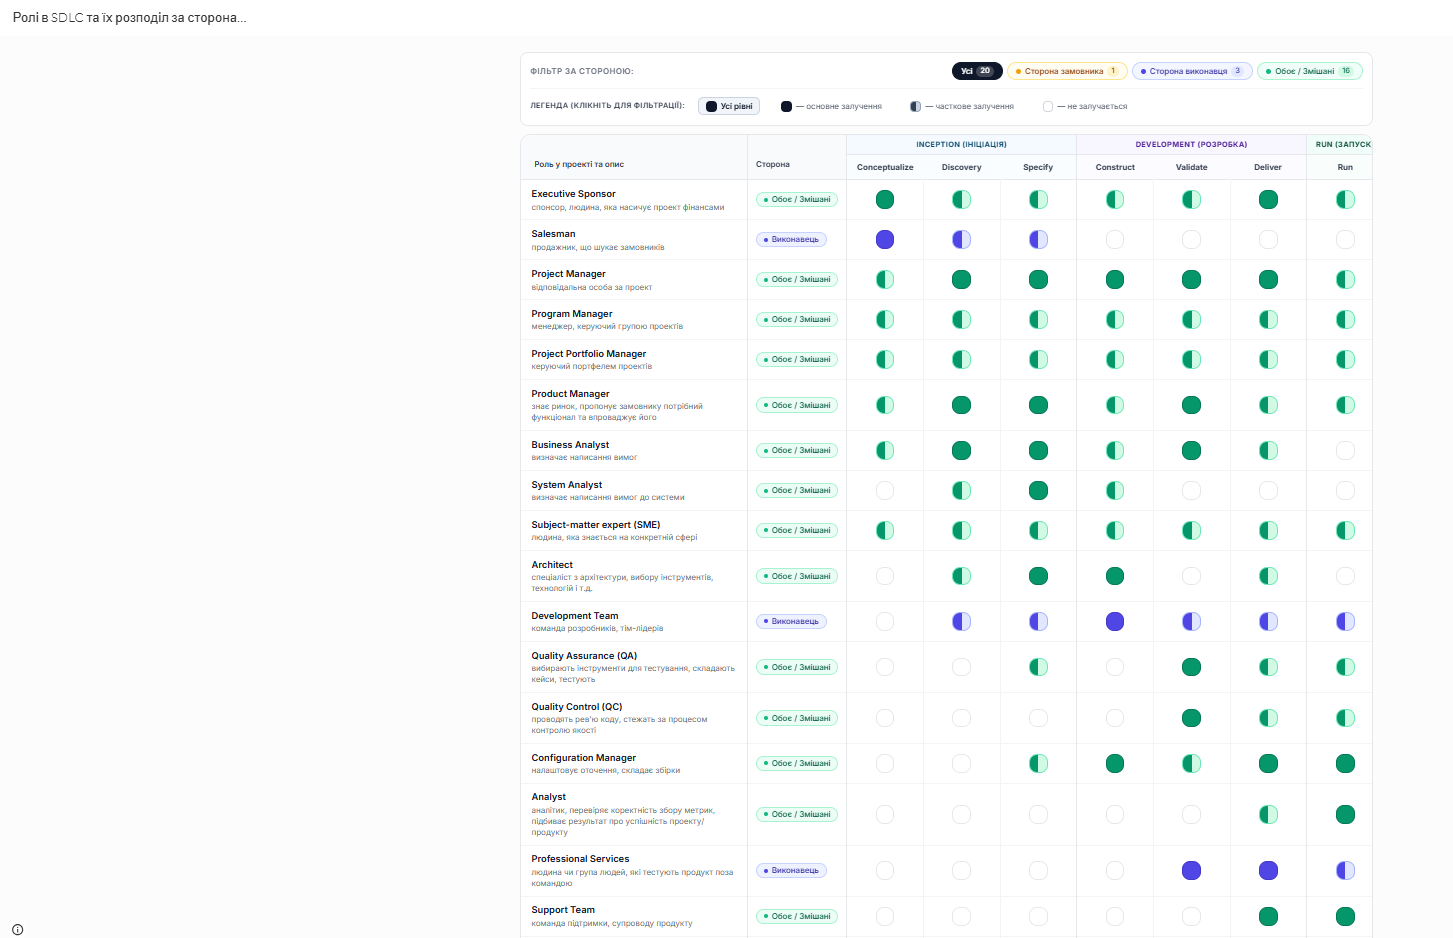 Ролі в SDLC та їх розподіл за сторона...
ФІЛЬТР ЗА СТОРОНОЮ:
Усі 20
Сторона замовника 1
Сторона виконавця 3
Обоє / Змішані 16
ЛЕГЕНДА (КЛІКНІТЬ ДЛЯ ФІЛЬТРАЦІЇ):
Усі рівні
— основне залучення
— часткове залучення
— не залучається
Роль у проекті та опис
Сторона
INCEPTION (ІНІЦІАЦІЯ)
DEVELOPMENT (РОЗРОБКА)
RUN (ЗАПУСК
Conceptualize
Discovery
Specify
Construct
Validate
Deliver
Run
Executive Sponsor
спонсор, людина, яка насичує проект фінансами
Обоє / Змішані
Salesman
продажник, що шукає замовників
Виконавець
Project Manager
відповідальна особа за проект
Обоє / Змішані
Program Manager
менеджер, керуючий групою проектів
Обоє / Змішані
Project Portfolio Manager
керуючий портфелем проектів
Обоє / Змішані
Product Manager
знає ринок, пропонує замовнику потрібний
функціонал та впроваджує його
Обоє / Змішані
Business Analyst
визначає написання вимог
Обоє / Змішані
System Analyst
визначає написання вимог до системи
Обоє / Змішані
Subject-matter expert (SME)
людина, яка знається на конкретній сфері
Обоє / Змішані
Architect
спеціаліст з архітектури, вибору інструментів,
технологій і т.д.
Обоє / Змішані
Development Team
команда розробників, тім-лідерів
Виконавець
Quality Assurance (QA)
вибирають інструменти для тестування, складають
кейси, тестують
Обоє / Змішані
Quality Control (QC)
проводять рев'ю коду, стежать за процесом
контролю якості
Обоє / Змішані
Configuration Manager
налаштовує оточення, складає збірки
Обоє / Змішані
Analyst
аналітик, перевіряє коректність збору метрик,
підбиває результат про успішність проекту/
продукту
Обоє / Змішані
Professional Services
людина чи група людей, які тестують продукт поза
командою
Виконавець
Support Team
команда підтримки, супроводу продукту
Обоє / Змішані